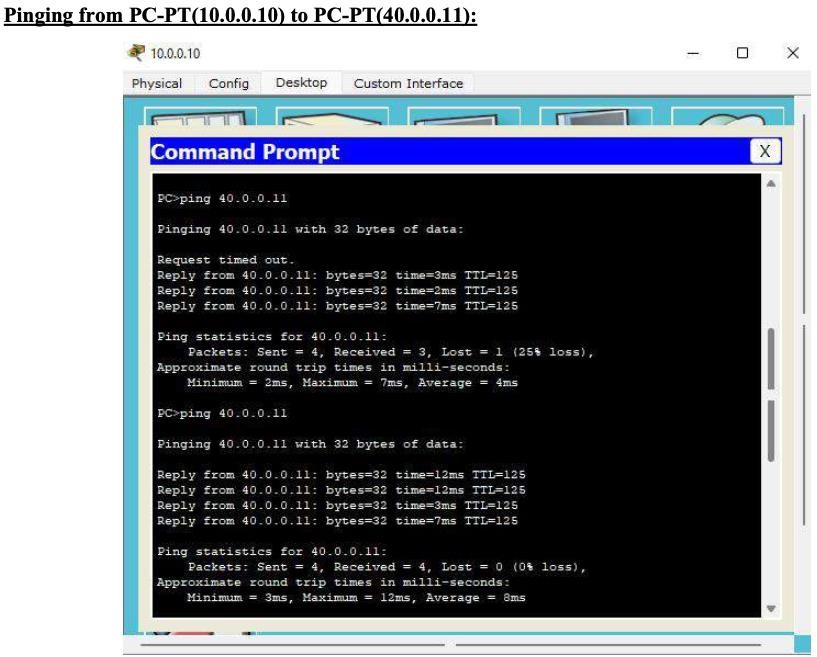 Pinging from PC-PT(10.0.0.10) to PC-PT(40.0.0.11):
10.0.0.10
Physical Config Desktop Custom Interface
Command Prompt X
PC>ping 40.0.0.11
Pinging 40.0.0.11 with 32 bytes of data:
Request timed out.
Reply from 40.0.0.11: bytes=32 time=3ms TTL=125
Reply from 40.0.0.11: bytes=32 time=2ms TTL=125
Reply from 40.0.0.11: bytes=32 time=7ms TTL=125
Ping statistics for 40.0.0.11:
Packets: Sent = 4, Received = 3, Lost = 1 (25% loss),
Approximate round trip times in milli-seconds:
Minimum = 2ms, Maximum = 7ms, Average = 4ms
PC>ping 40.0.0.11
Pinging 40.0.0.11 with 32 bytes of data:
Reply from 40.0.0.11: bytes=32 time=12ms TTL=125
Reply from 40.0.0.11: bytes=32 time=12ms TTL=125
Reply from 40.0.0.11: bytes=32 time=3ms TTL=125
Reply from 40.0.0.11: bytes=32 time=7ms TTL=125
Ping statistics for 40.0.0.11:
Packets: Sent = 4, Received = 4, Lost = 0 (0% loss),
Approximate round trip times in milli-seconds:
Minimum = 3ms, Maximum = 12ms, Average = 8ms